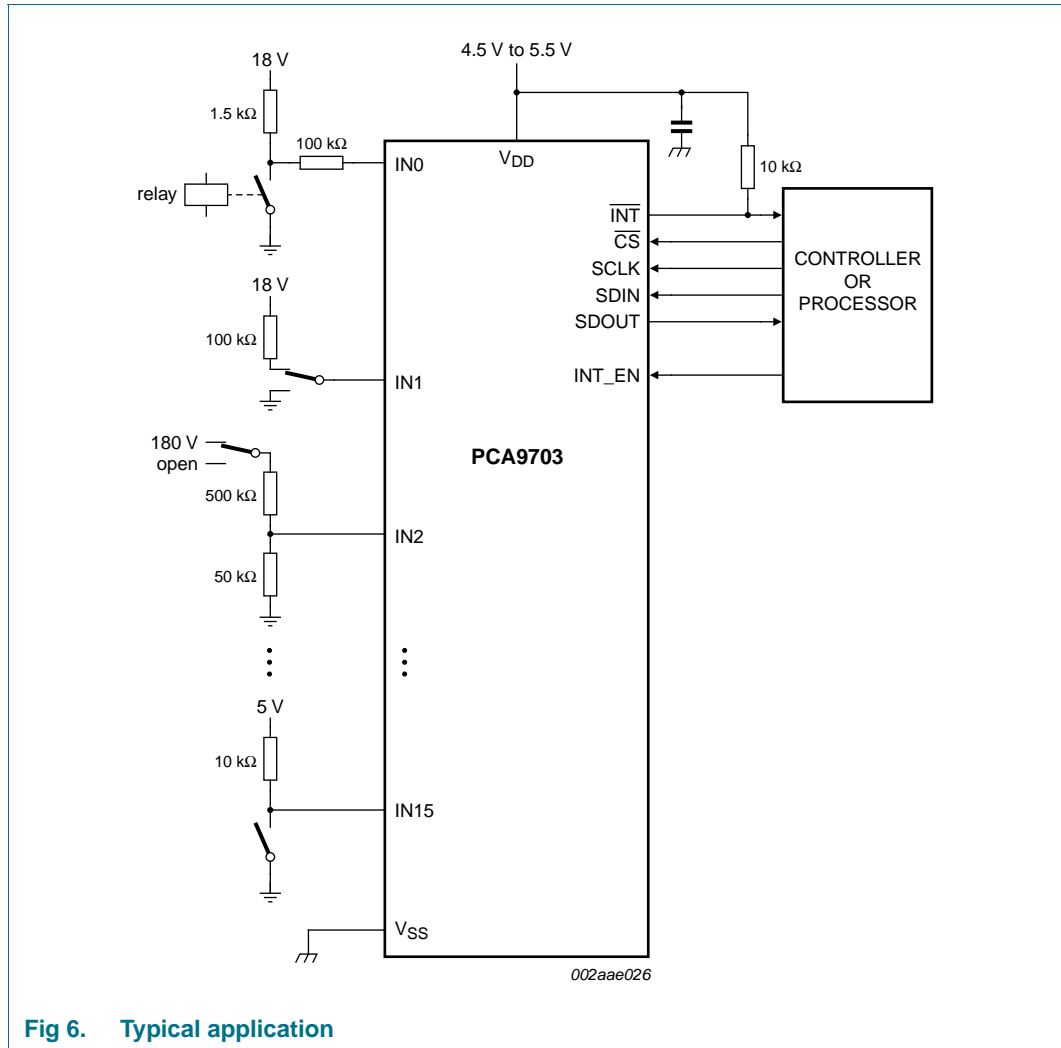 4.5 V to 5.5 V
18 V
1.5 kΩ
100 kΩ
IN0
relay
VDD
10 kΩ
INT
CS
SCLK
SDIN
SDOUT
INT_EN
CONTROLLER
OR
PROCESSOR
18 V
100 kΩ
IN1
PCA9703
180 V
open
500 kΩ
IN2
50 kΩ
5 V
10 kΩ
IN15
VSS
002aae026
Fig 6. Typical application